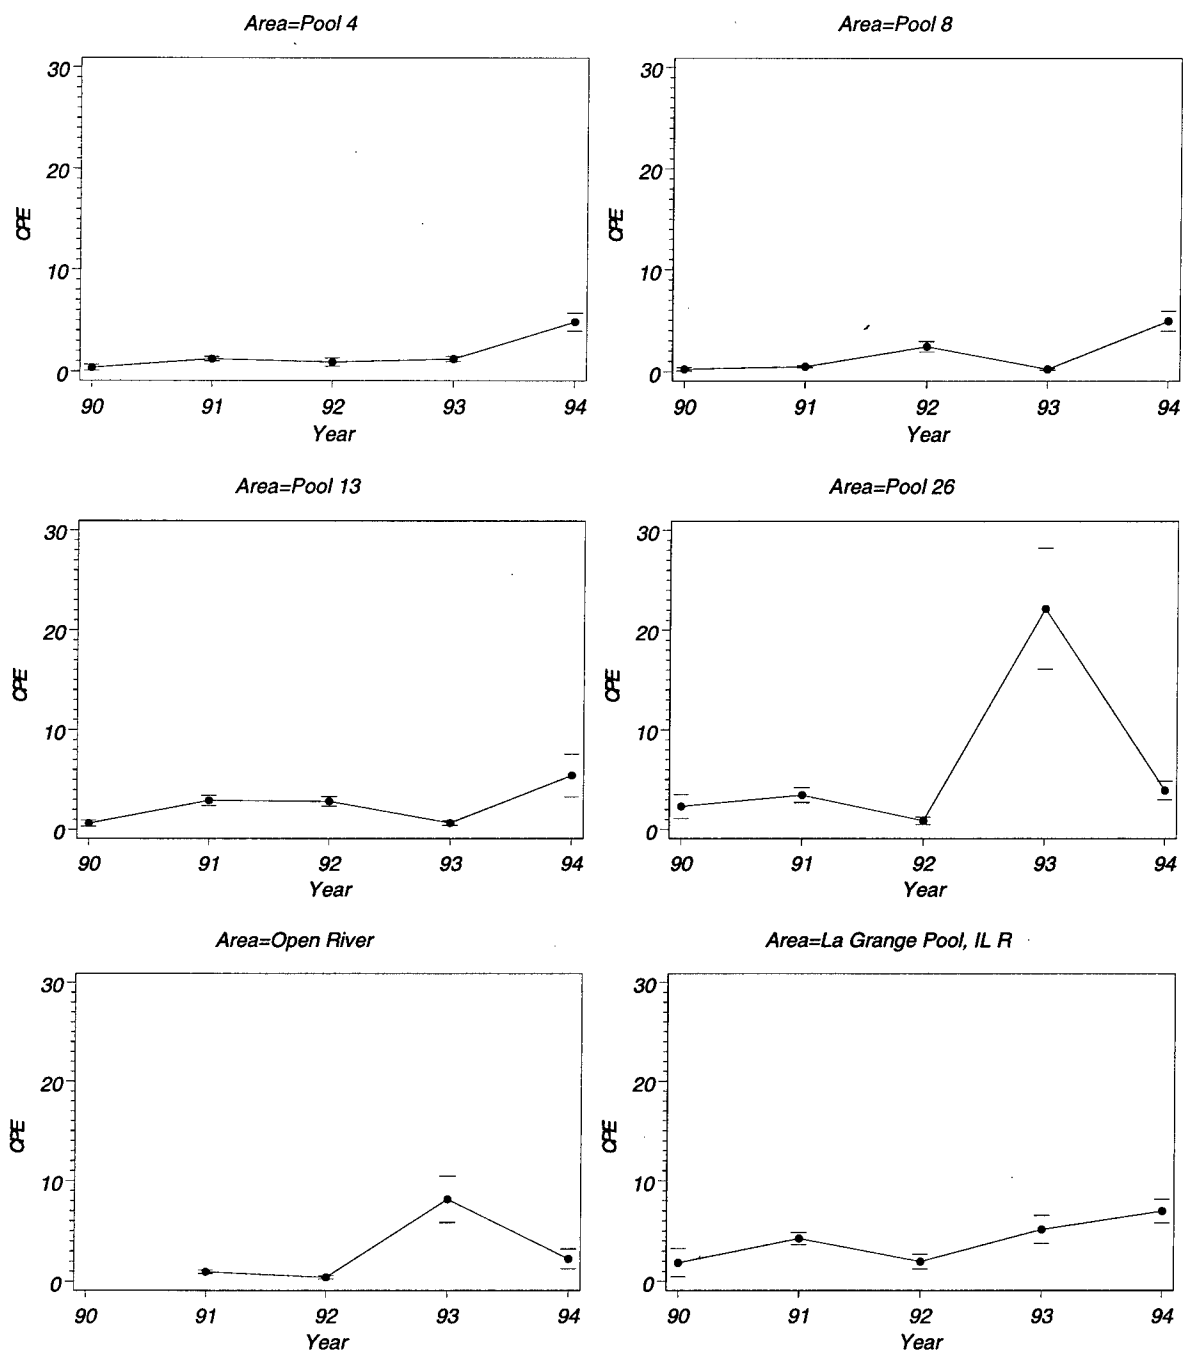 Area=Pool 4
30
20
10
0
CPE
90 91 92 93 94
Year
Area=Pool 8
30
20
10
0
CPE
90 91 92 93 94
Year
Area=Pool 13
30
20
10
0
CPE
90 91 92 93 94
Year
Area=Pool 26
30
20
10
0
CPE
90 91 92 93 94
Year
Area=Open River
30
20
10
0
CPE
90 91 92 93 94
Year
Area=La Grange Pool, IL R
30
20
10
0
CPE
90 91 92 93 94
Year